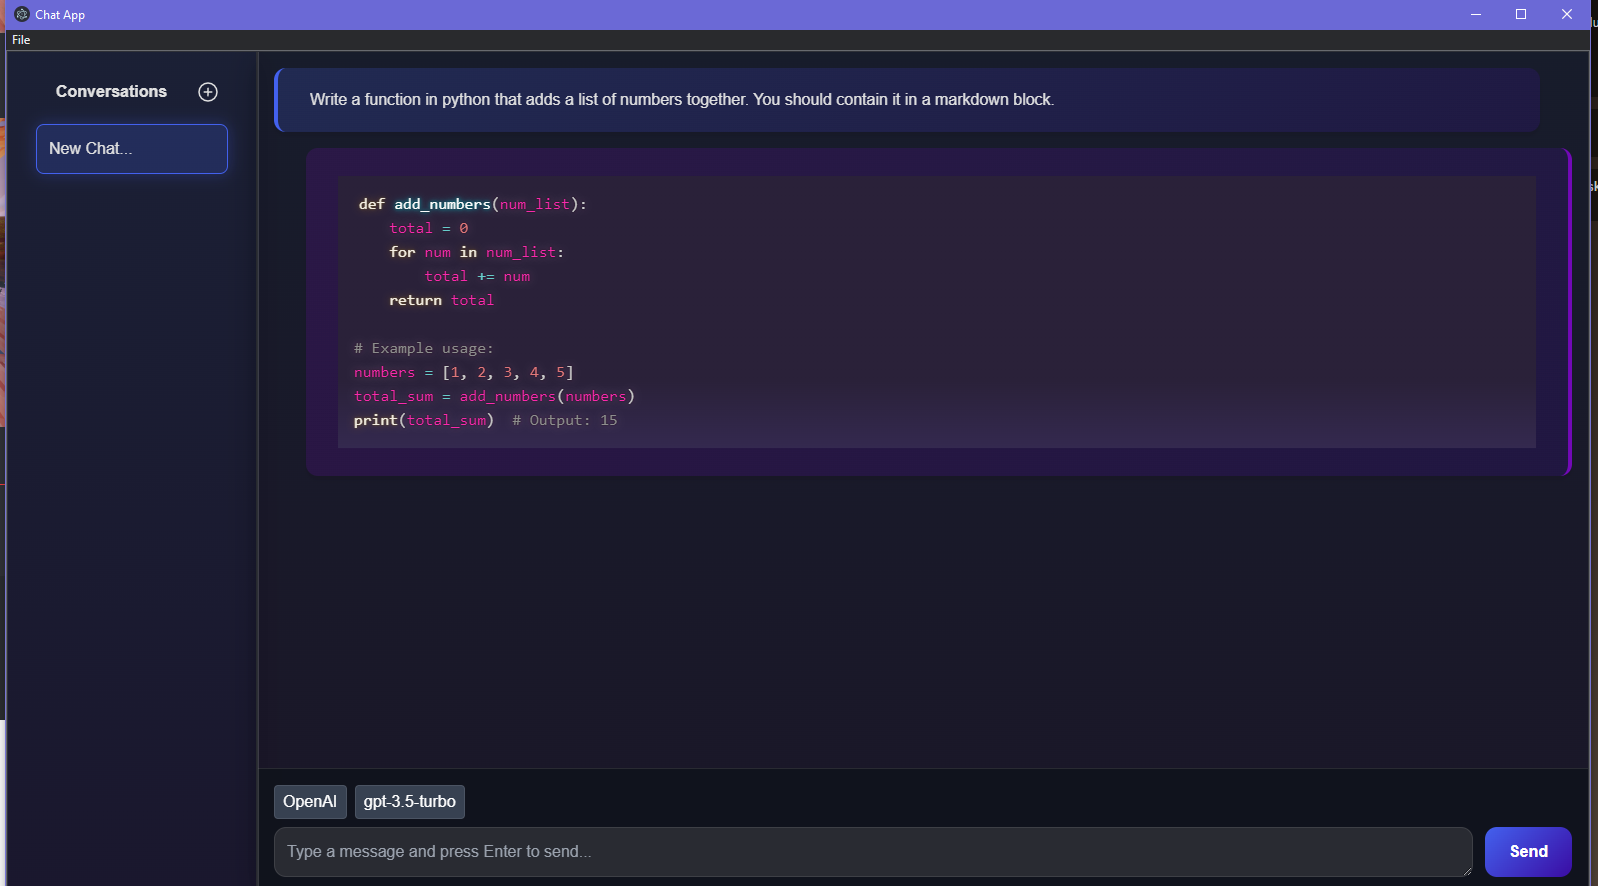 Chat App
File
Conversations
New Chat...
Write a function in python that adds a list of numbers together. You should contain it in a markdown block.
def add_numbers(num_list):
    total = 0
    for num in num_list:
        total += num
    return total
# Example usage:
numbers = [1, 2, 3, 4, 5]
total_sum = add_numbers(numbers)
print(total_sum)  # Output: 15
OpenAI
gpt-3.5-turbo
Type a message and press Enter to send...
Send